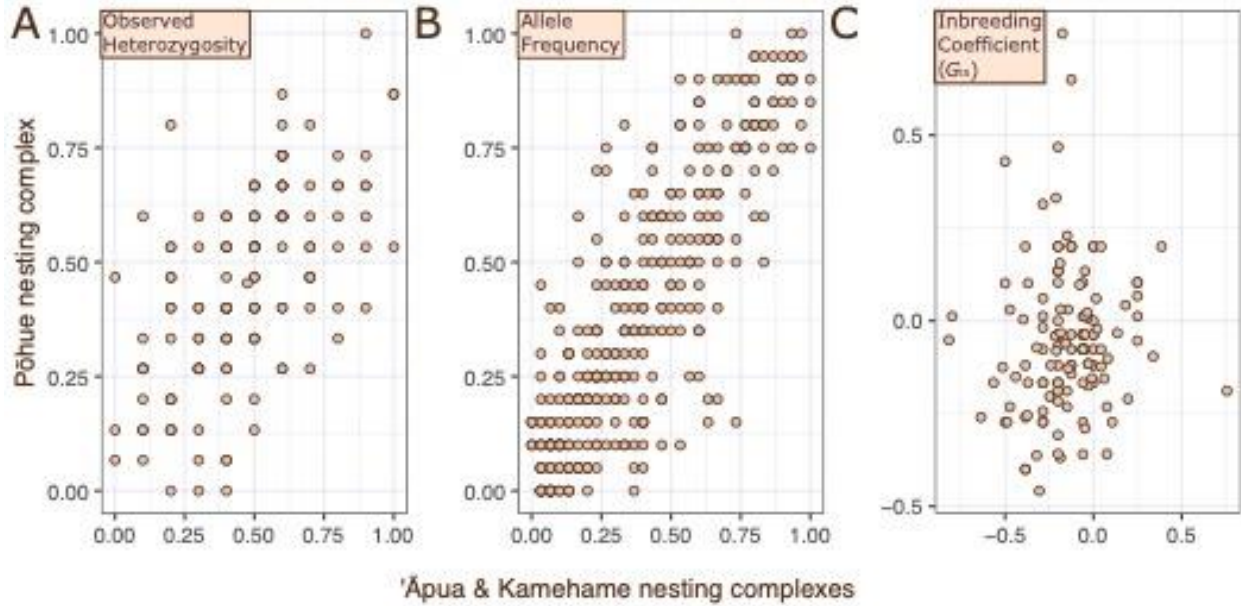 A
Observed
Heterozygosity
B
Allele
Frequency
C
Inbreeding
Coefficient
(Gᵢₛ)
Pōhue nesting complex
1.00
0.75
0.50
0.25
0.00
0.00 0.25 0.50 0.75 1.00
1.00
0.75
0.50
0.25
0.00
0.00 0.25 0.50 0.75 1.00
0.5
0.0
−0.5
−0.5 0.0 0.5
'Āpua & Kamehame nesting complexes